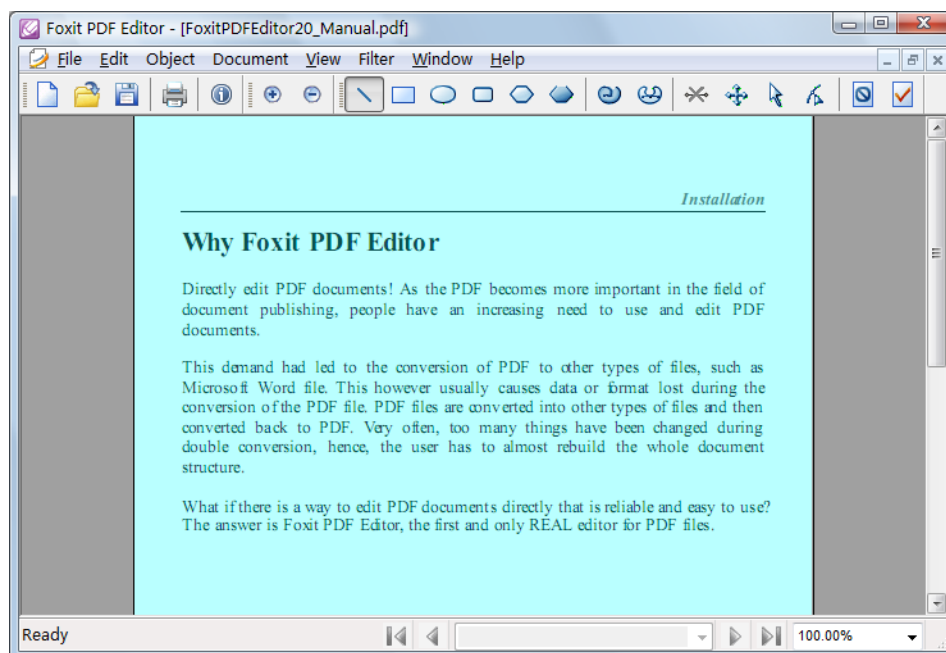 Foxit PDF Editor - [FoxitPDFEditor20_Manual.pdf]
File Edit Object Document View Filter Window Help
Installation
Why Foxit PDF Editor
Directly edit PDF documents! As the PDF becomes more important in the field of
document publishing, people have an increasing need to use and edit PDF
documents.
This demand had led to the conversion of PDF to other types of files, such as
Microsoft Word file. This however usually causes data or format lost during the
conversion of the PDF file. PDF files are converted into other types of files and then
converted back to PDF. Very often, too many things have been changed during
double conversion, hence, the user has to almost rebuild the whole document
structure.
What if there is a way to edit PDF documents directly that is reliable and easy to use?
The answer is Foxit PDF Editor, the first and only REAL editor for PDF files.
Ready
100.00%